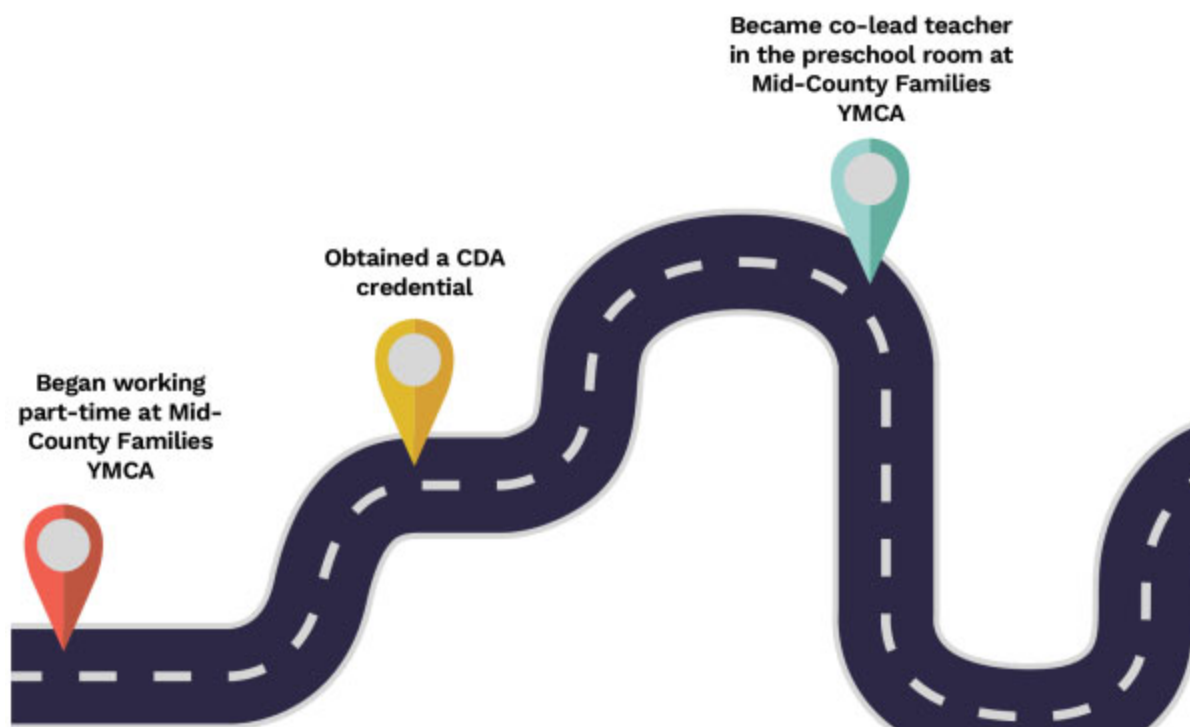 Became co-lead teacher
in the preschool room at
Mid-County Families
YMCA
Obtained a CDA
credential
Began working
part-time at Mid-
County Families
YMCA